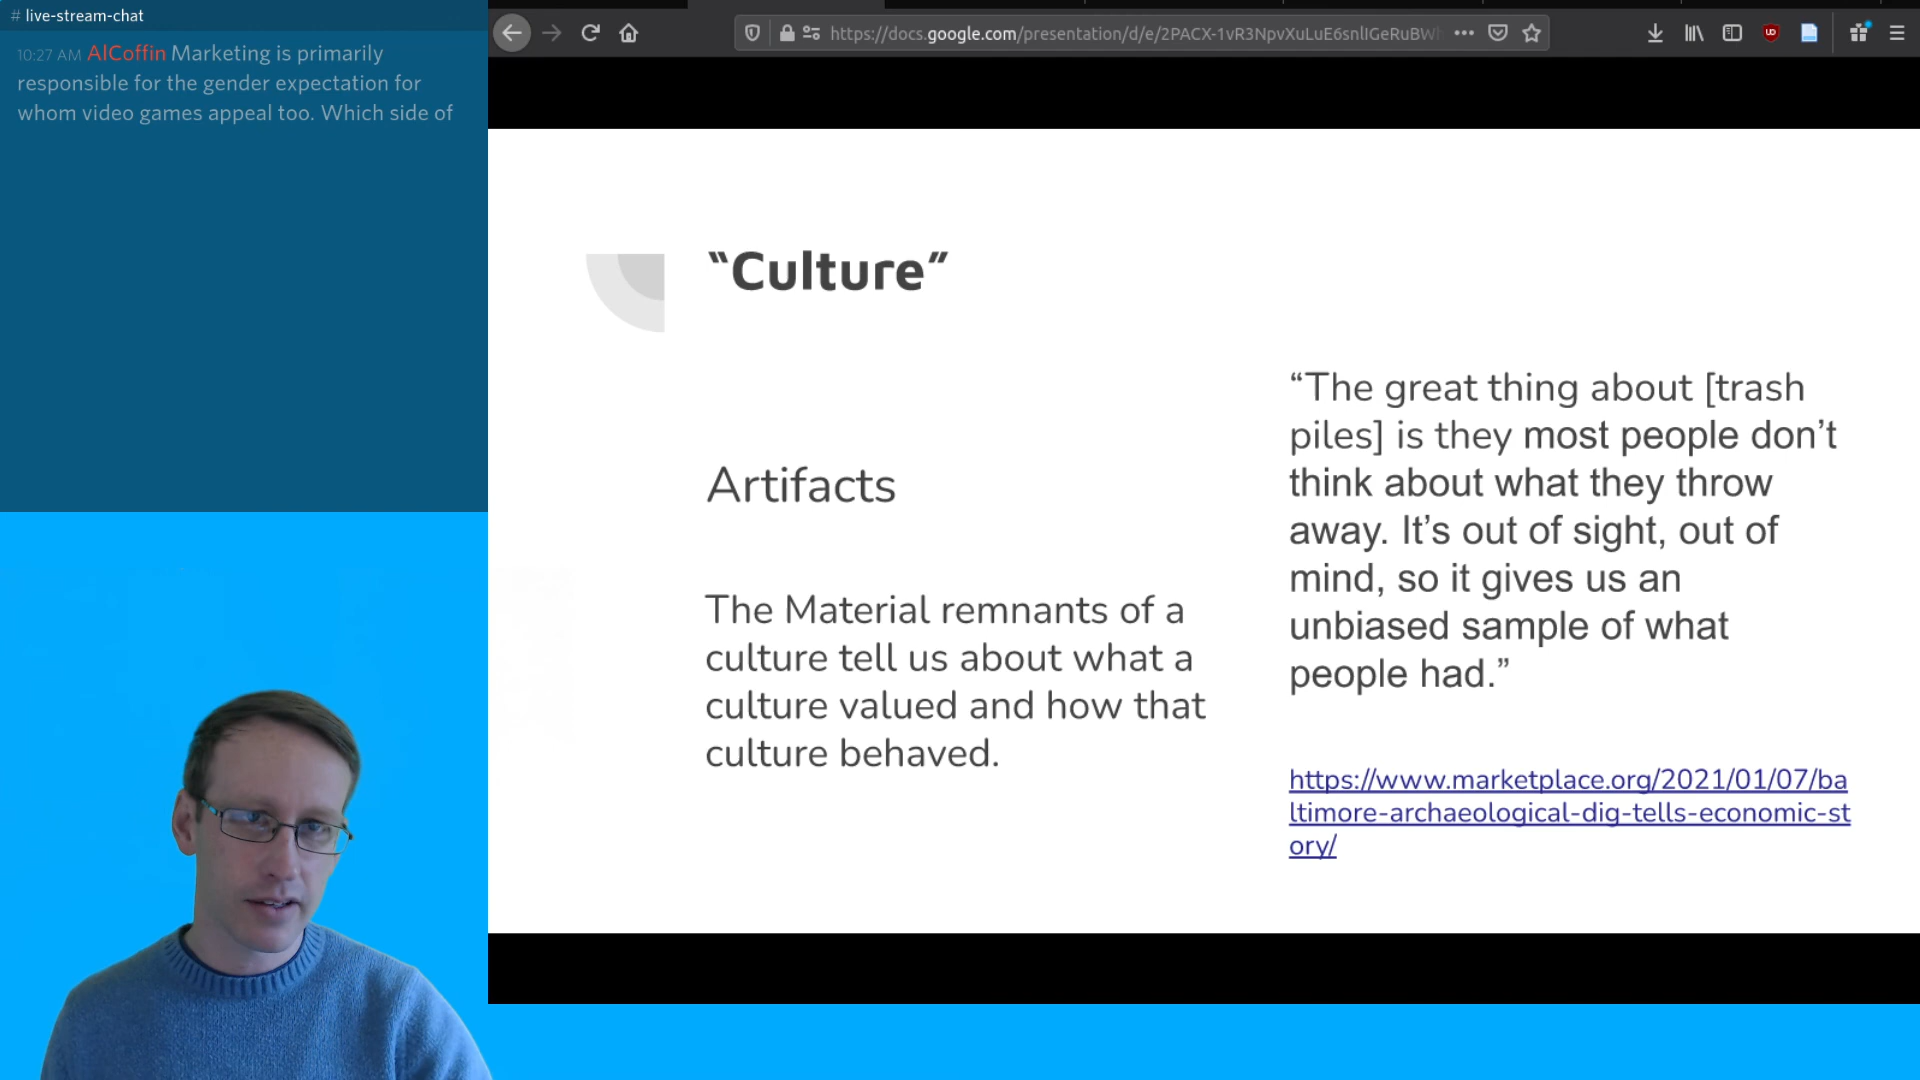 # live-stream-chat
10:27 AM AlCoffin Marketing is primarily
responsible for the gender expectation for
whom video games appeal too. Which side of
https://docs.google.com/presentation/d/e/2PACX-1vR3NpvXuLuE6snlIGeRuBW
“Culture”
Artifacts
The Material remnants of a
culture tell us about what a
culture valued and how that
culture behaved.
“The great thing about [trash
piles] is they most people don’t
think about what they throw
away. It’s out of sight, out of
mind, so it gives us an
unbiased sample of what
people had.”
https://www.marketplace.org/2021/01/07/ba
ltimore-archaeological-dig-tells-economic-st
ory/